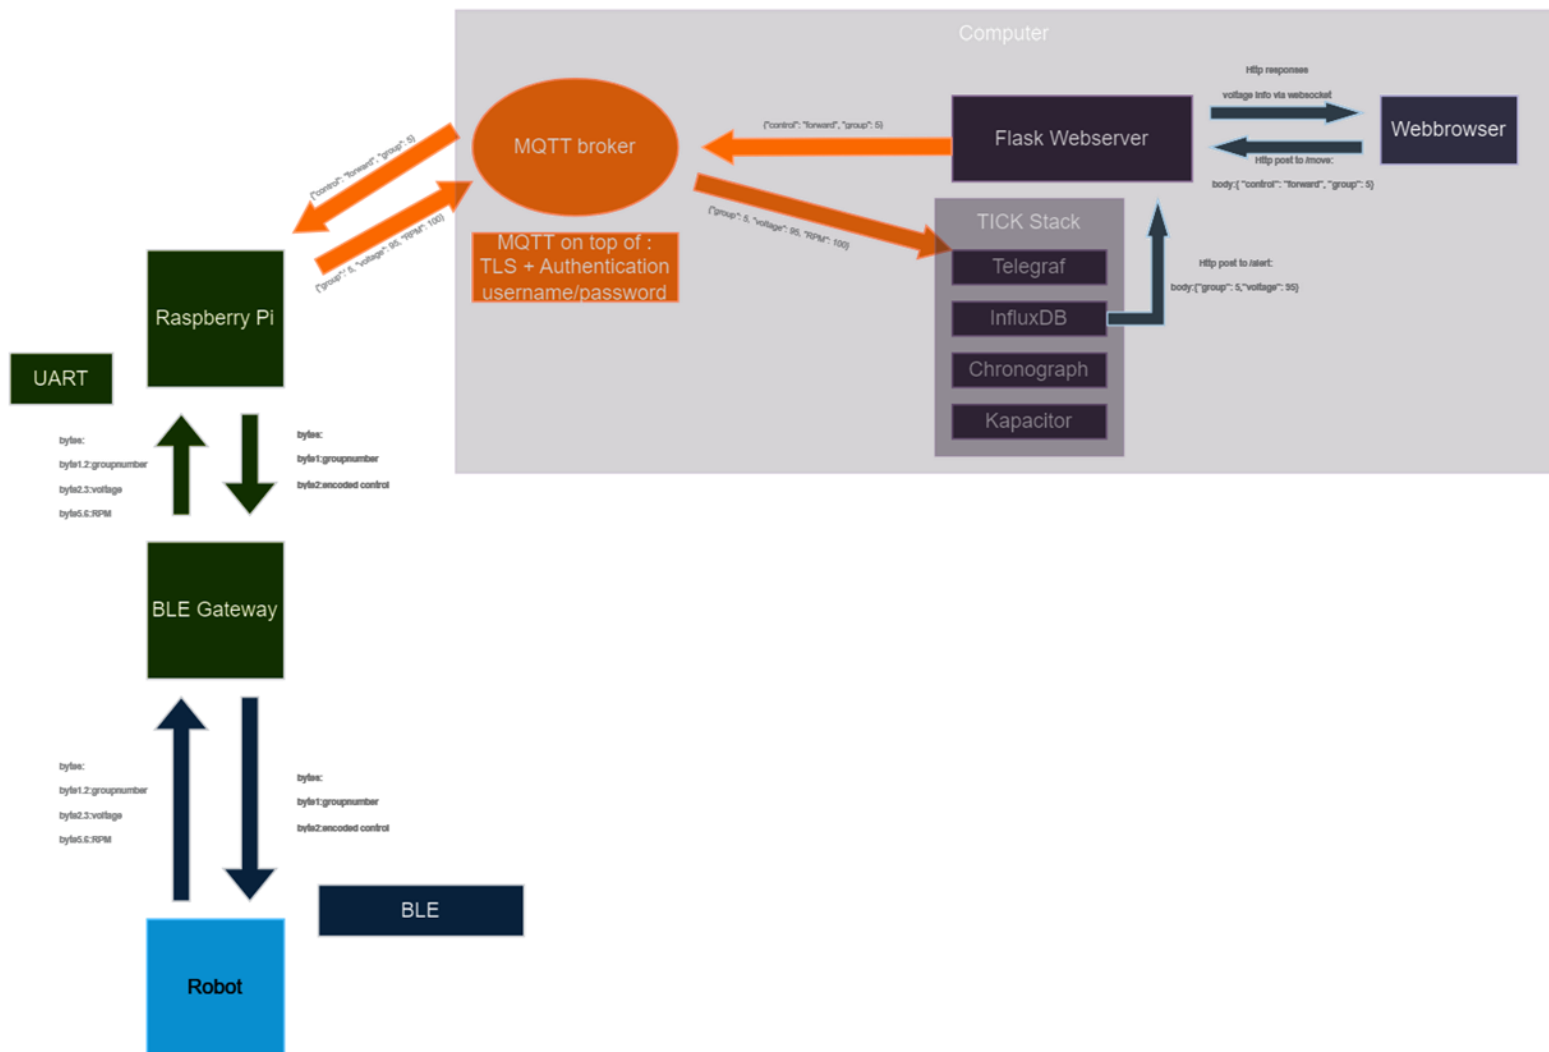 Computer
Http responses
voltage info via websocket
MQTT broker
{"control": "forward", "group": 5}
Flask Webserver
Webbrowser
Http post to /move:
body:{ "control": "forward", "group": 5}
{"control": "forward", "group": 5}
{"group": 5, "voltage": 95, "RPM": 100}
{"group": 5, "voltage": 95, "RPM": 100}
MQTT on top of :
TLS + Authentication
username/password
TICK Stack
Telegraf
InfluxDB
Chronograph
Kapacitor
Http post to /alert:
body:{"group": 5,"voltage": 95}
Raspberry Pi
UART
bytes:
byte1.2:groupnumber
byte2.3:voltage
byte5.6:RPM
bytes:
byte1:groupnumber
byte2:encoded control
BLE Gateway
bytes:
byte1.2:groupnumber
byte2.3:voltage
byte5.6:RPM
bytes:
byte1:groupnumber
byte2:encoded control
BLE
Robot